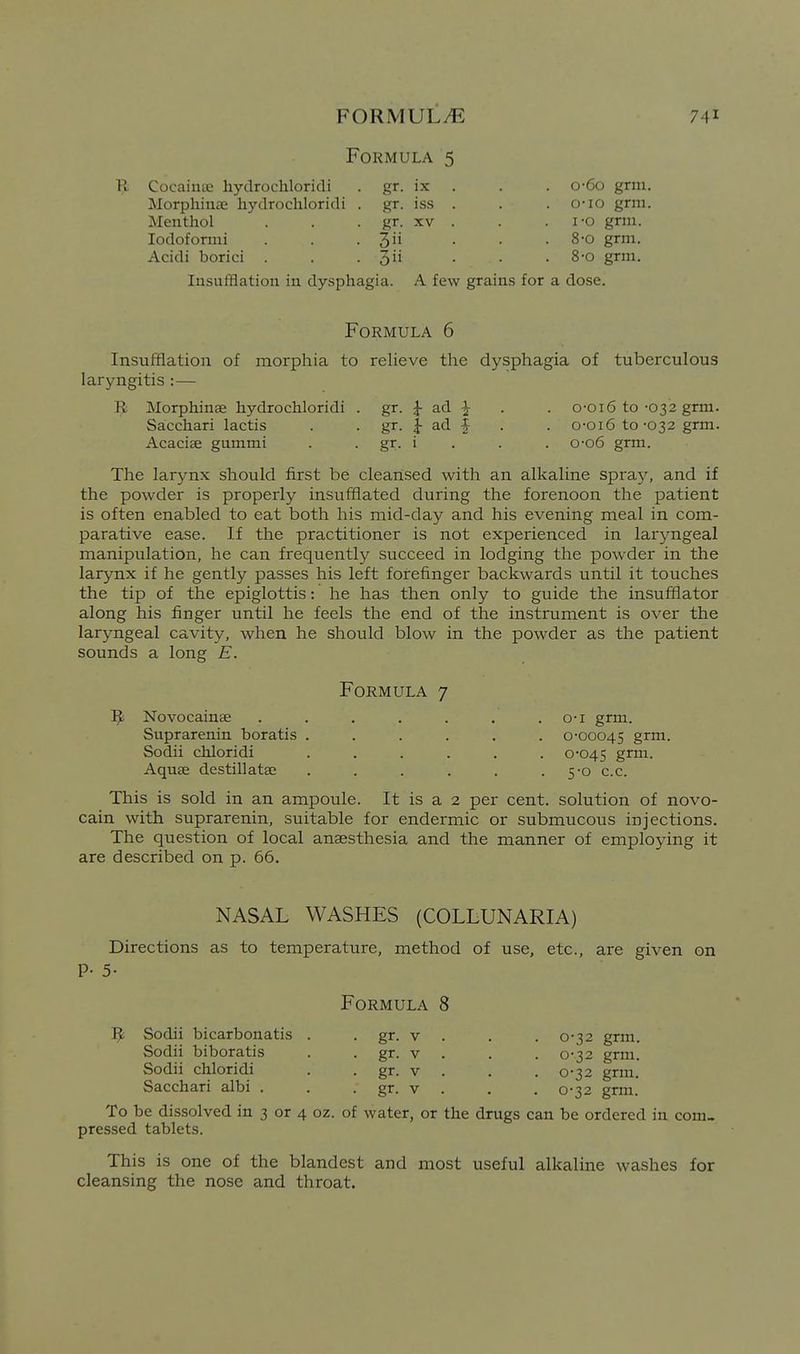 FORMULÆ 741
Formula 5
℞ Cocainæ hydrochloridi . gr. ix . . . 0·60 grm.
Morphinæ hydrochloridi . gr. iss . . . 0·10 grm.
Menthol . . . gr. xv . . . 1·0 grm.
Iodoformi . . . ʒii . . . 8·0 grm.
Acidi borici . . . ʒii . . . 8·0 grm.
Insufflation in dysphagia. A few grains for a dose.
Formula 6
Insufflation of morphia to relieve the dysphagia of tuberculous
laryngitis :—
℞ Morphinæ hydrochloridi . gr. ¼ ad ½ . . 0·016 to ·032 grm.
Sacchari lactis . . gr. ¼ ad ½ . . 0·016 to ·032 grm.
Acaciæ gummi . . gr. i . . . 0·06 grm.
The larynx should first be cleansed with an alkaline spray, and if
the powder is properly insufflated during the forenoon the patient
is often enabled to eat both his mid-day and his evening meal in com-
parative ease. If the practitioner is not experienced in laryngeal
manipulation, he can frequently succeed in lodging the powder in the
larynx if he gently passes his left forefinger backwards until it touches
the tip of the epiglottis: he has then only to guide the insufflator
along his finger until he feels the end of the instrument is over the
laryngeal cavity, when he should blow in the powder as the patient
sounds a long E.
Formula 7
℞ Novocainæ . . . . . . . 0·1 grm.
Suprarenin boratis . . . . . . 0·00045 grm.
Sodii chloridi . . . . . . 0·045 grm.
Aquæ destillatæ . . . . . . 5·0 c.c.
This is sold in an ampoule. It is a 2 per cent. solution of novo-
cain with suprarenin, suitable for endermic or submucous injections.
The question of local anæsthesia and the manner of employing it
are described on p. 66.
NASAL WASHES (COLLUNARIA)
Directions as to temperature, method of use, etc., are given on
p. 5.
Formula 8
℞ Sodii bicarbonatis . . gr. v . . . 0·32 grm.
Sodii biboratis . . gr. v . . . 0·32 grm.
Sodii chloridi . . gr. v . . . 0·32 grm.
Sacchari albi . . . gr. v . . . 0·32 grm.
To be dissolved in 3 or 4 oz. of water, or the drugs can be ordered in com-
pressed tablets.
This is one of the blandest and most useful alkaline washes for
cleansing the nose and throat.